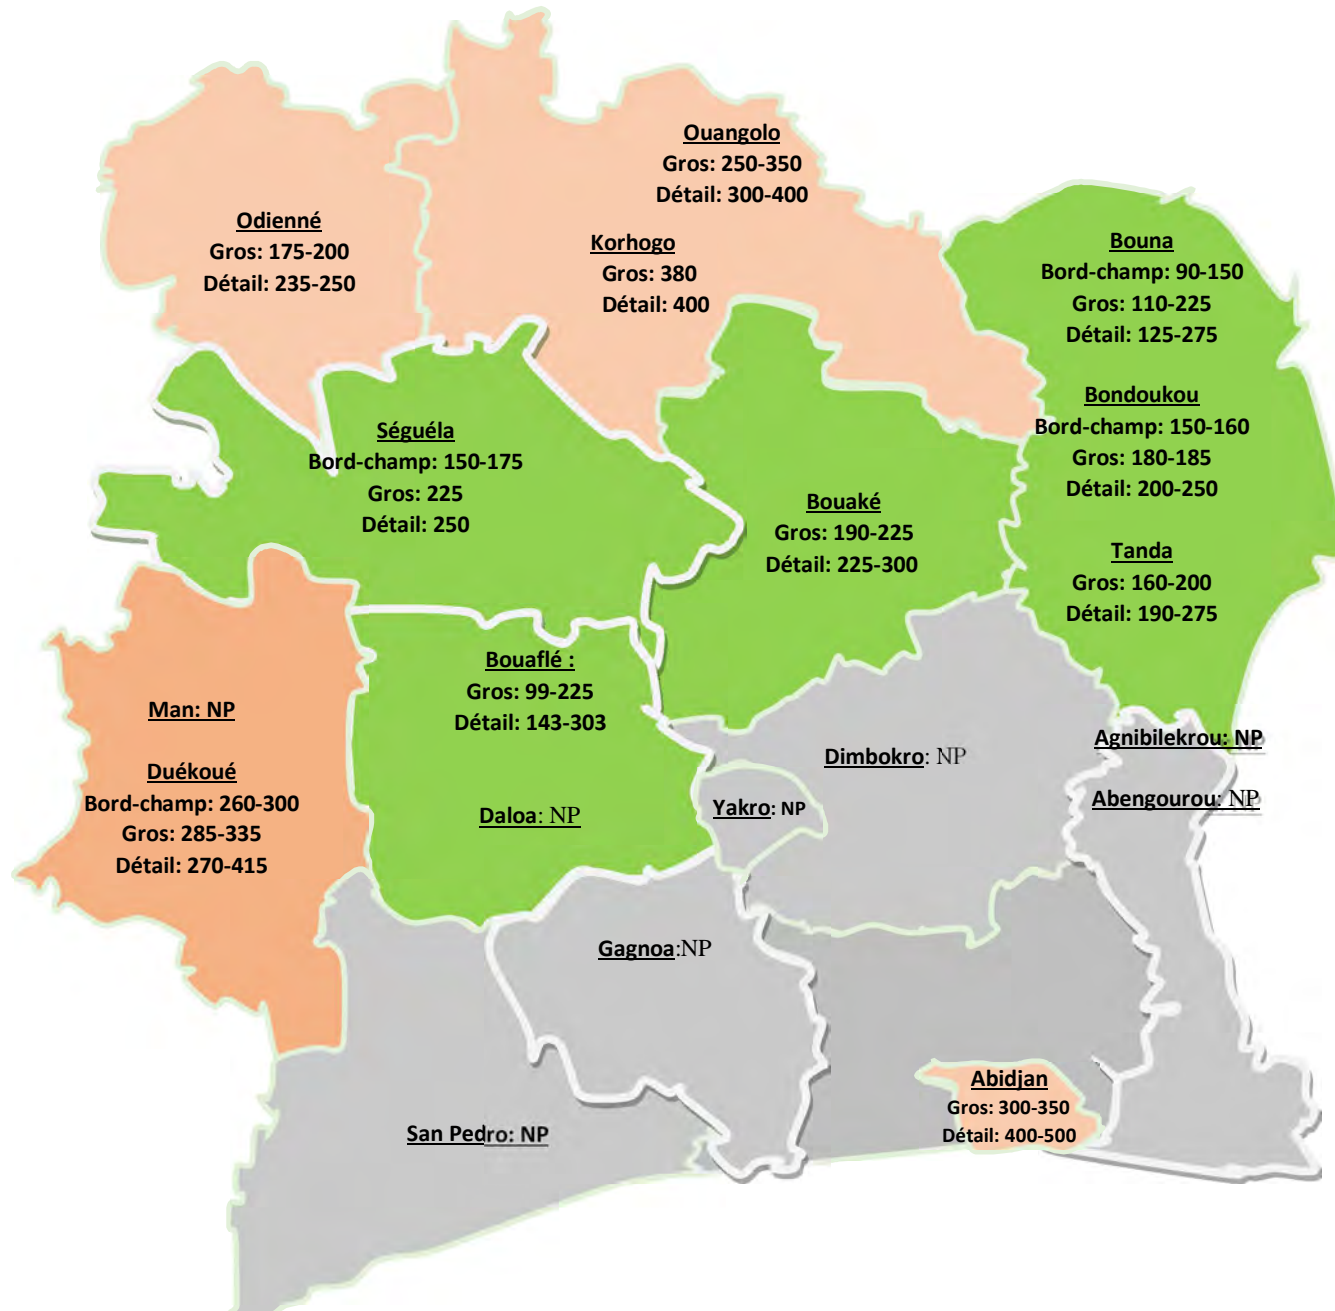 Ouangolo
Gros: 250-350
Détail: 300-400
Odienné
Gros: 175-200
Détail: 235-250
Korhogo
Gros: 380
Détail: 400
Bouna
Bord-champ: 90-150
Gros: 110-225
Détail: 125-275
Bondoukou
Bord-champ: 150-160
Gros: 180-185
Détail: 200-250
Séguéla
Bord-champ: 150-175
Gros: 225
Détail: 250
Bouaké
Gros: 190-225
Détail: 225-300
Tanda
Gros: 160-200
Détail: 190-275
Bouaflé :
Gros: 99-225
Détail: 143-303
Man: NP
Duékoué
Bord-champ: 260-300
Gros: 285-335
Détail: 270-415
Daloa: NP
Dimbokro: NP
Yakro: NP
Agnibilekrou: NP
Abengourou: NP
Gagnoa:NP
Abidjan
Gros: 300-350
Détail: 400-500
San Pedro: NP